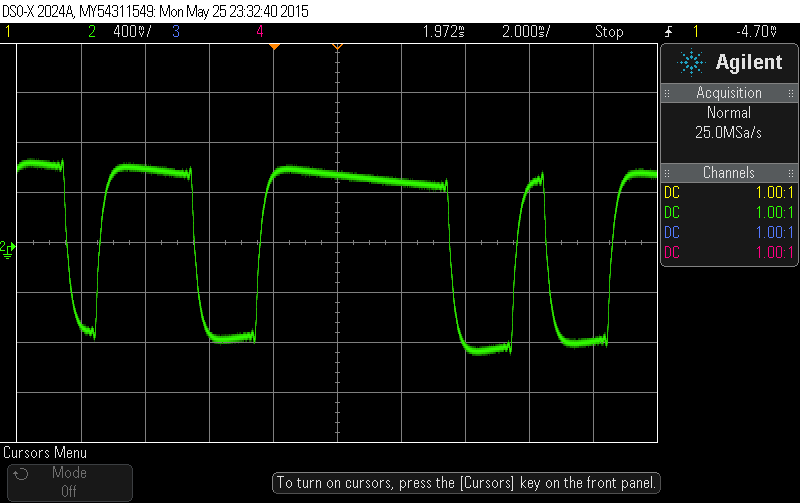 DSO-X 2024A, MY54311549: Mon May 25 23:32:40 2015
1 2 400mV/ 3 4 1.972ms 2.000ms/ Stop 1 -4.70mV
Agilent
Acquisition
Normal
25.0MSa/s
Channels
DC 1.00:1
DC 1.00:1
DC 1.00:1
DC 1.00:1
2
Cursors Menu
Mode
Off
To turn on cursors, press the [Cursors] key on the front panel.